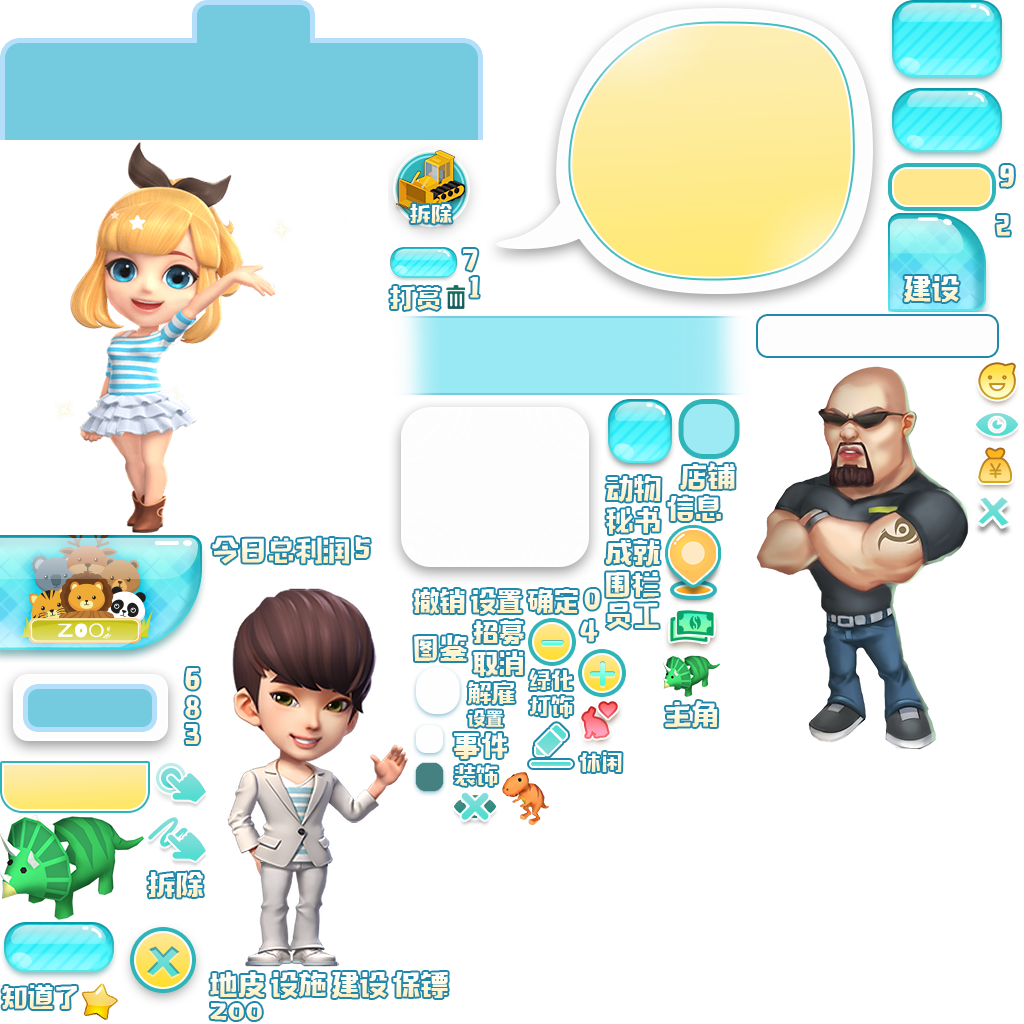 拆除
7
1
打赏
9
2
建设
店铺
动物
信息
秘书
成就
围栏
员工
今日总利润5
ZOO
撤销 设置 确定 0
招募 4
图鉴
取消
解雇
绿化
设置
灯饰
事件
休闲
装饰
主角
¥
$
6
8
3
拆除
知道了
地皮 设施 建设 保镖
ZOO